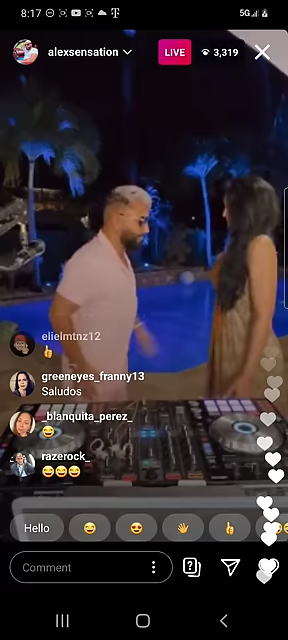 8:17
5G
alexsensation
LIVE
3,319
elielmtnz12
greeneyes_franny13
Saludos
_blanquita_perez_
razerock_
Hello
Comment